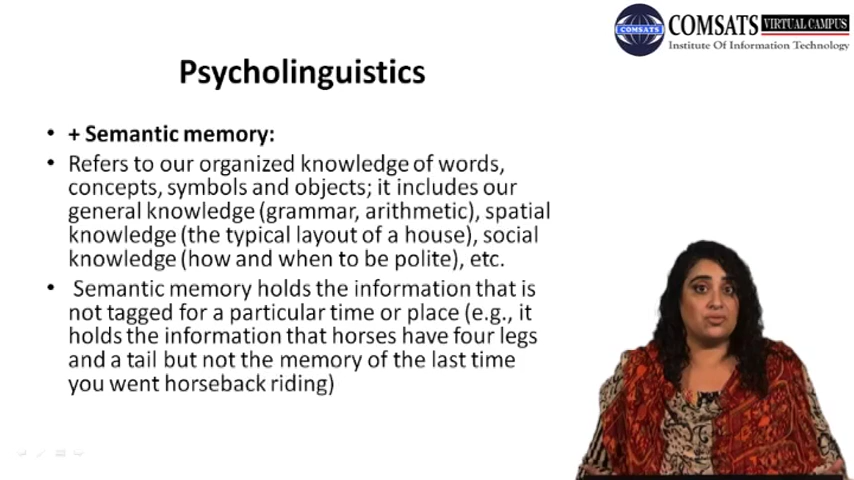 COMSATS VIRTUAL CAMPUS
COMSATS
Institute Of Information Technology
Psycholinguistics
• + Semantic memory:
• Refers to our organized knowledge of words,
concepts, symbols and objects; it includes our
general knowledge (grammar, arithmetic), spatial
knowledge (the typical layout of a house), social
knowledge (how and when to be polite), etc.
• Semantic memory holds the information that is
not tagged for a particular time or place (e.g., it
holds the information that horses have four legs
and a tail but not the memory of the last time
you went horseback riding)